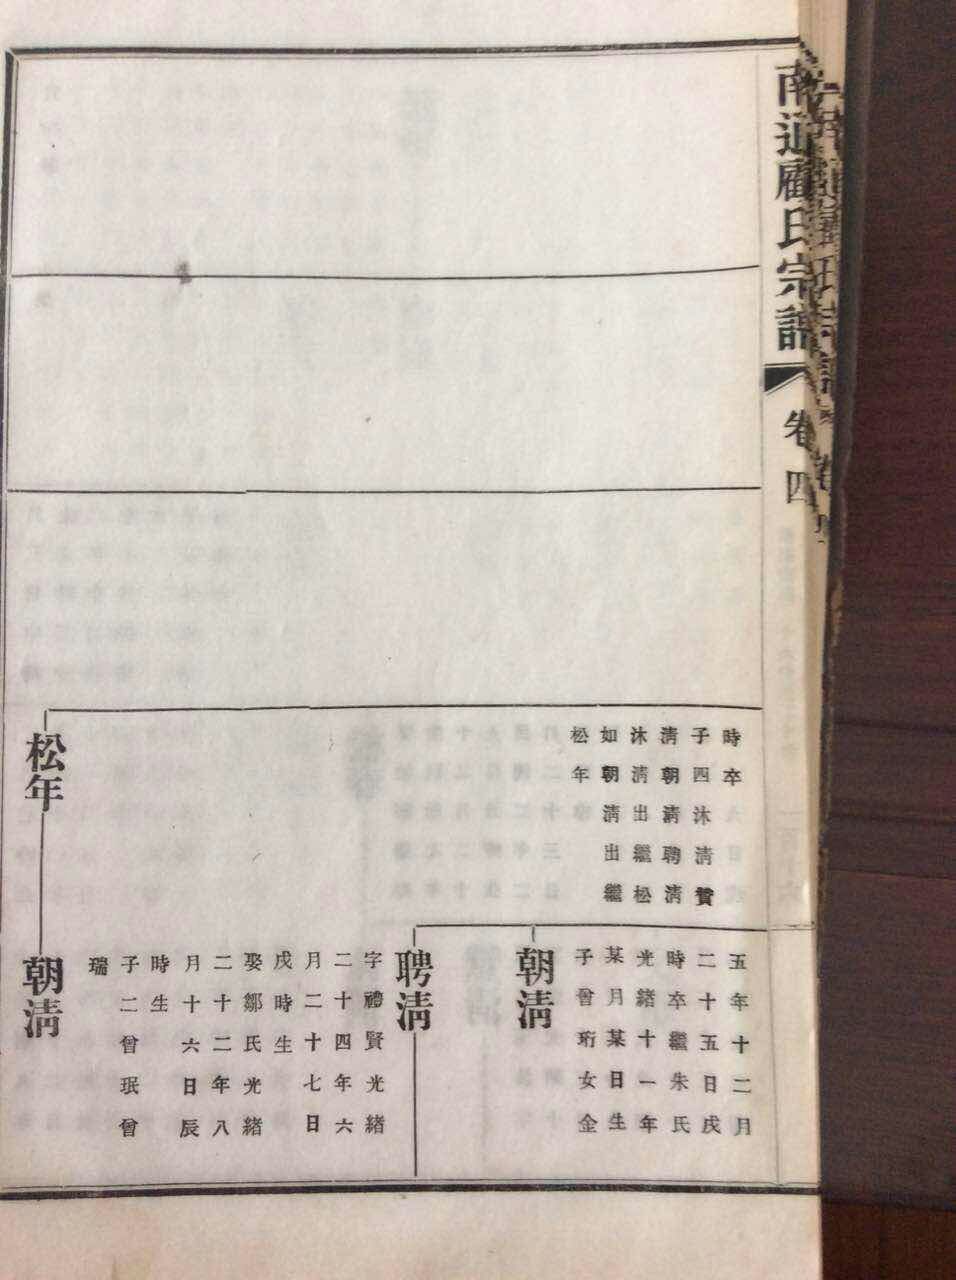 南通顧氏宗譜
卷四
時卒
子四沐清贊
清朝清聘清
沐清出繼松
如朝清出繼
松年
松年
五年十二月
二十五日戌
時卒繼朱氏
光緒十一年
某月某日生
子曾珩女全
朝清
聘清
字禮賢光緒
二十四年六
月二十七日
戌時生
娶鄒氏光緒
二十二年八
月十六日辰
時生
子二曾珉曾
瑞
朝清